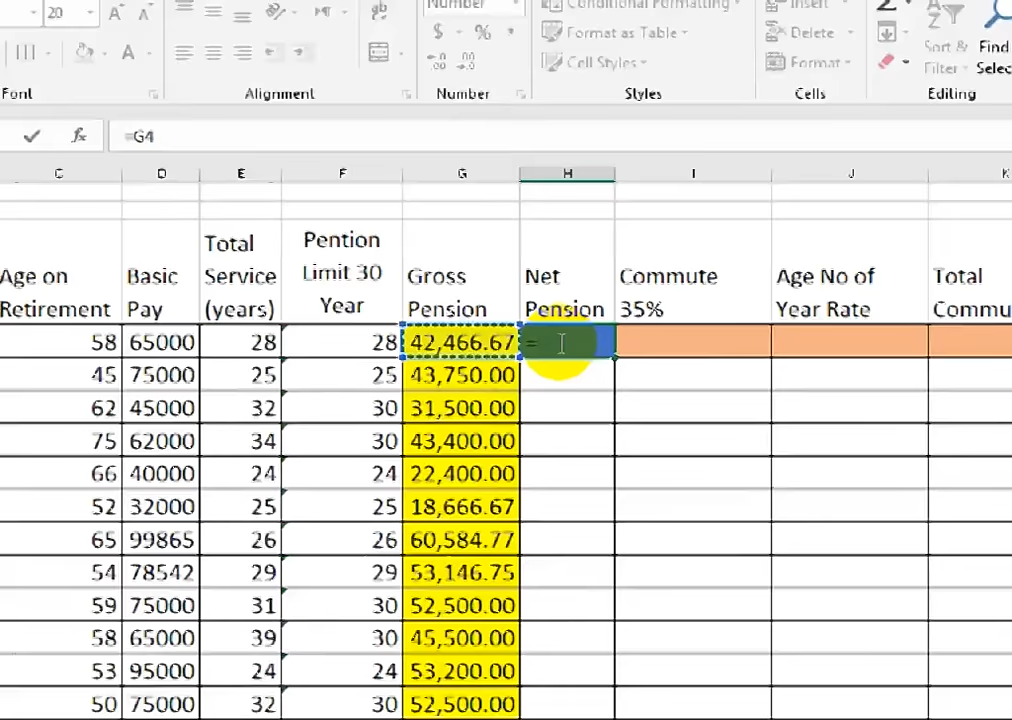 20 A A
Number
Conditional Formatting
Insert
$ %
Format as Table
Delete
Sort & Find
Cell Styles
Format
Filter Selec
Font Alignment Number Styles Cells Editing
fx =G4
C D E F G H I J K
Age on Retirement Basic Pay Total Service (years) Pention Limit 30 Year Gross Pension Net Pension Commute 35% Age No of Year Rate Total Commu
58 65000 28 28 42,466.67 =
45 75000 25 25 43,750.00
62 45000 32 30 31,500.00
75 62000 34 30 43,400.00
66 40000 24 24 22,400.00
52 32000 25 25 18,666.67
65 99865 26 26 60,584.77
54 78542 29 29 53,146.75
59 75000 31 30 52,500.00
58 65000 39 30 45,500.00
53 95000 24 24 53,200.00
50 75000 32 30 52,500.00